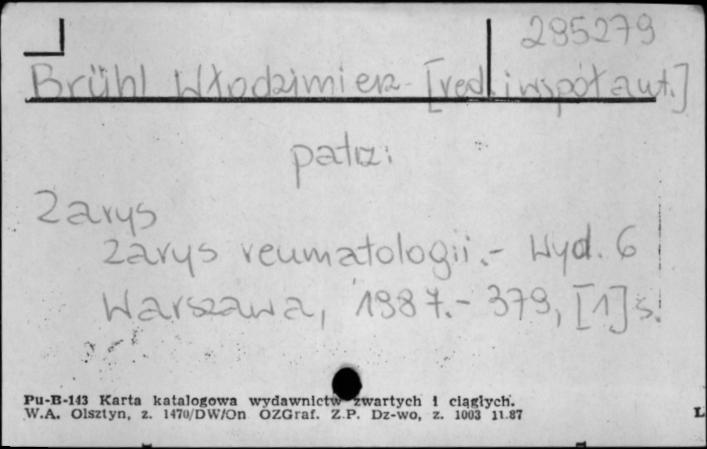 295279
Brühl Włodzimierz [red. i współaut.]
patrz:
Zarys
Zarys reumatologii.- Wyd. 6
Warszawa, 1987.- 379, [1] s.
Pu-B-143 Karta katalogowa wydawnictw zwartych i ciągłych.
W.A. Olsztyn, z. 1470/DW/On OZGraf. Z.P. Dz-wo, z. 1003 11.87
L